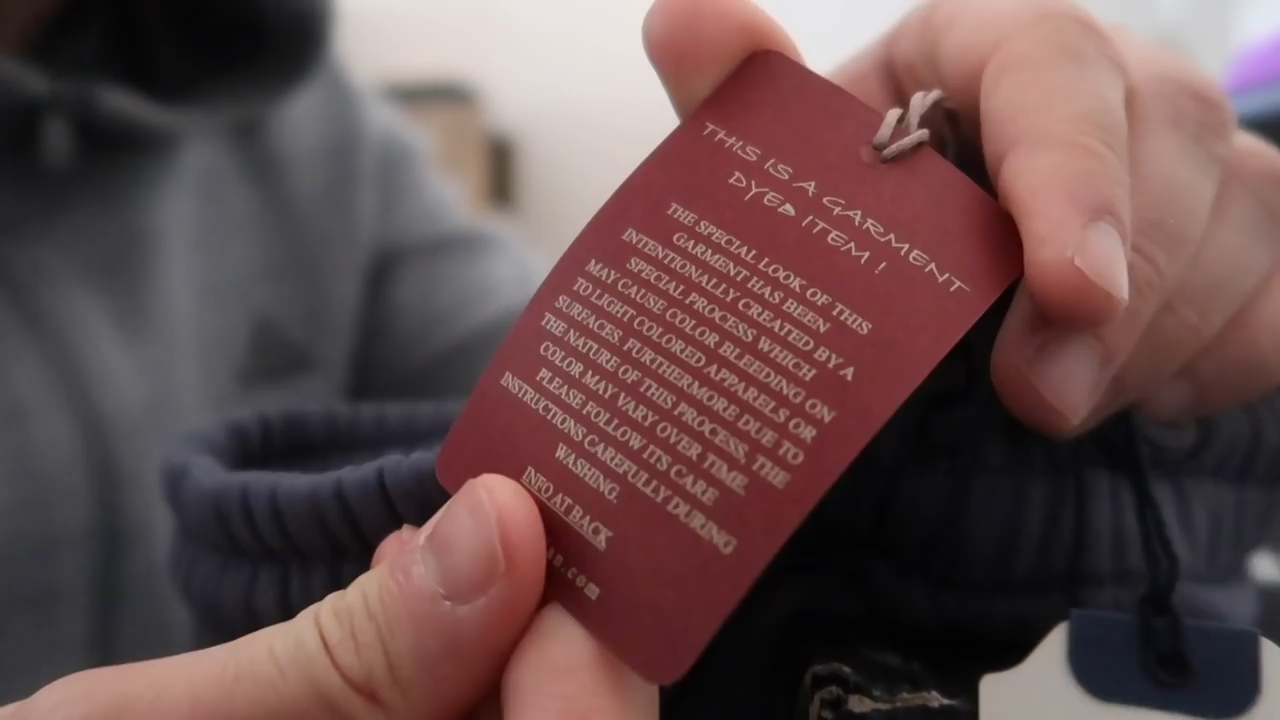 THIS IS A GARMENT
DYED ITEM!
THE SPECIAL LOOK OF THIS
GARMENT HAS BEEN
INTENTIONALLY CREATED BY A
SPECIAL PROCESS WHICH
MAY CAUSE COLOR BLEEDING ON
TO LIGHT COLORED APPARELS OR
SURFACES. FURTHERMORE DUE TO
THE NATURE OF THIS PROCESS, THE
COLOR MAY VARY OVER TIME.
PLEASE FOLLOW ITS CARE
INSTRUCTIONS CAREFULLY DURING
WASHING.
INFO AT BACK